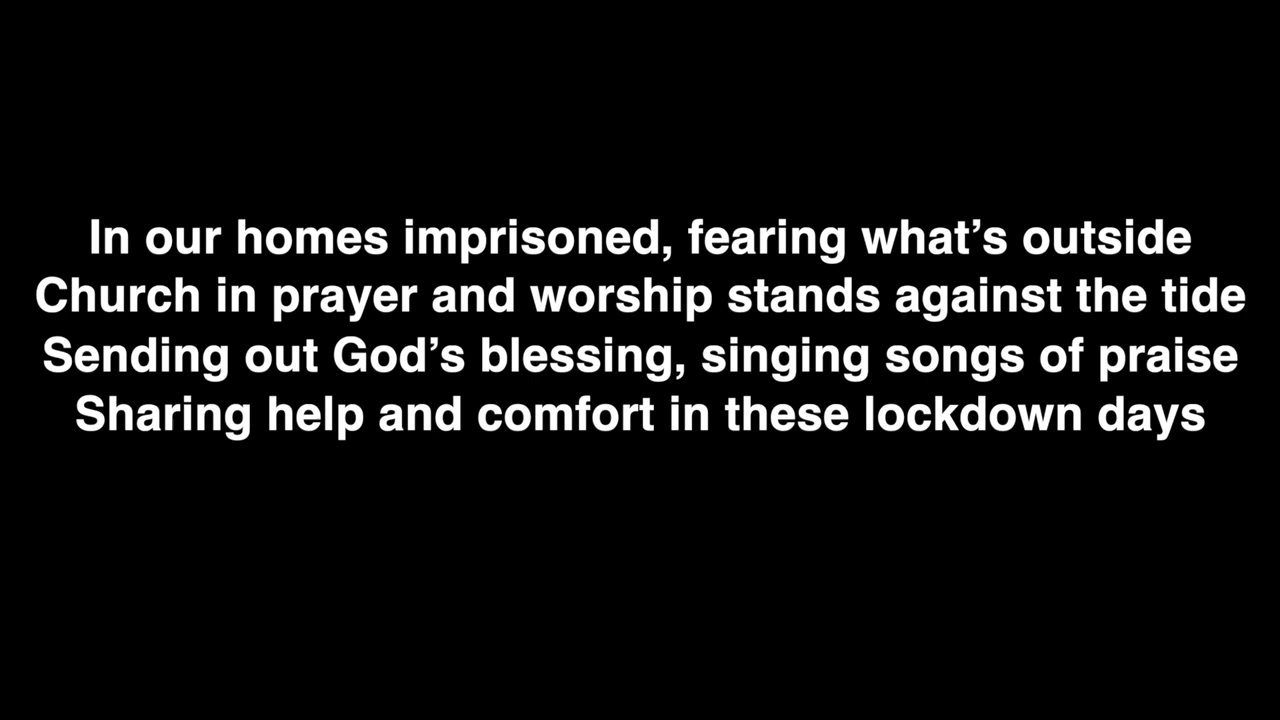 In our homes imprisoned, fearing what’s outside
Church in prayer and worship stands against the tide
Sending out God’s blessing, singing songs of praise
Sharing help and comfort in these lockdown days